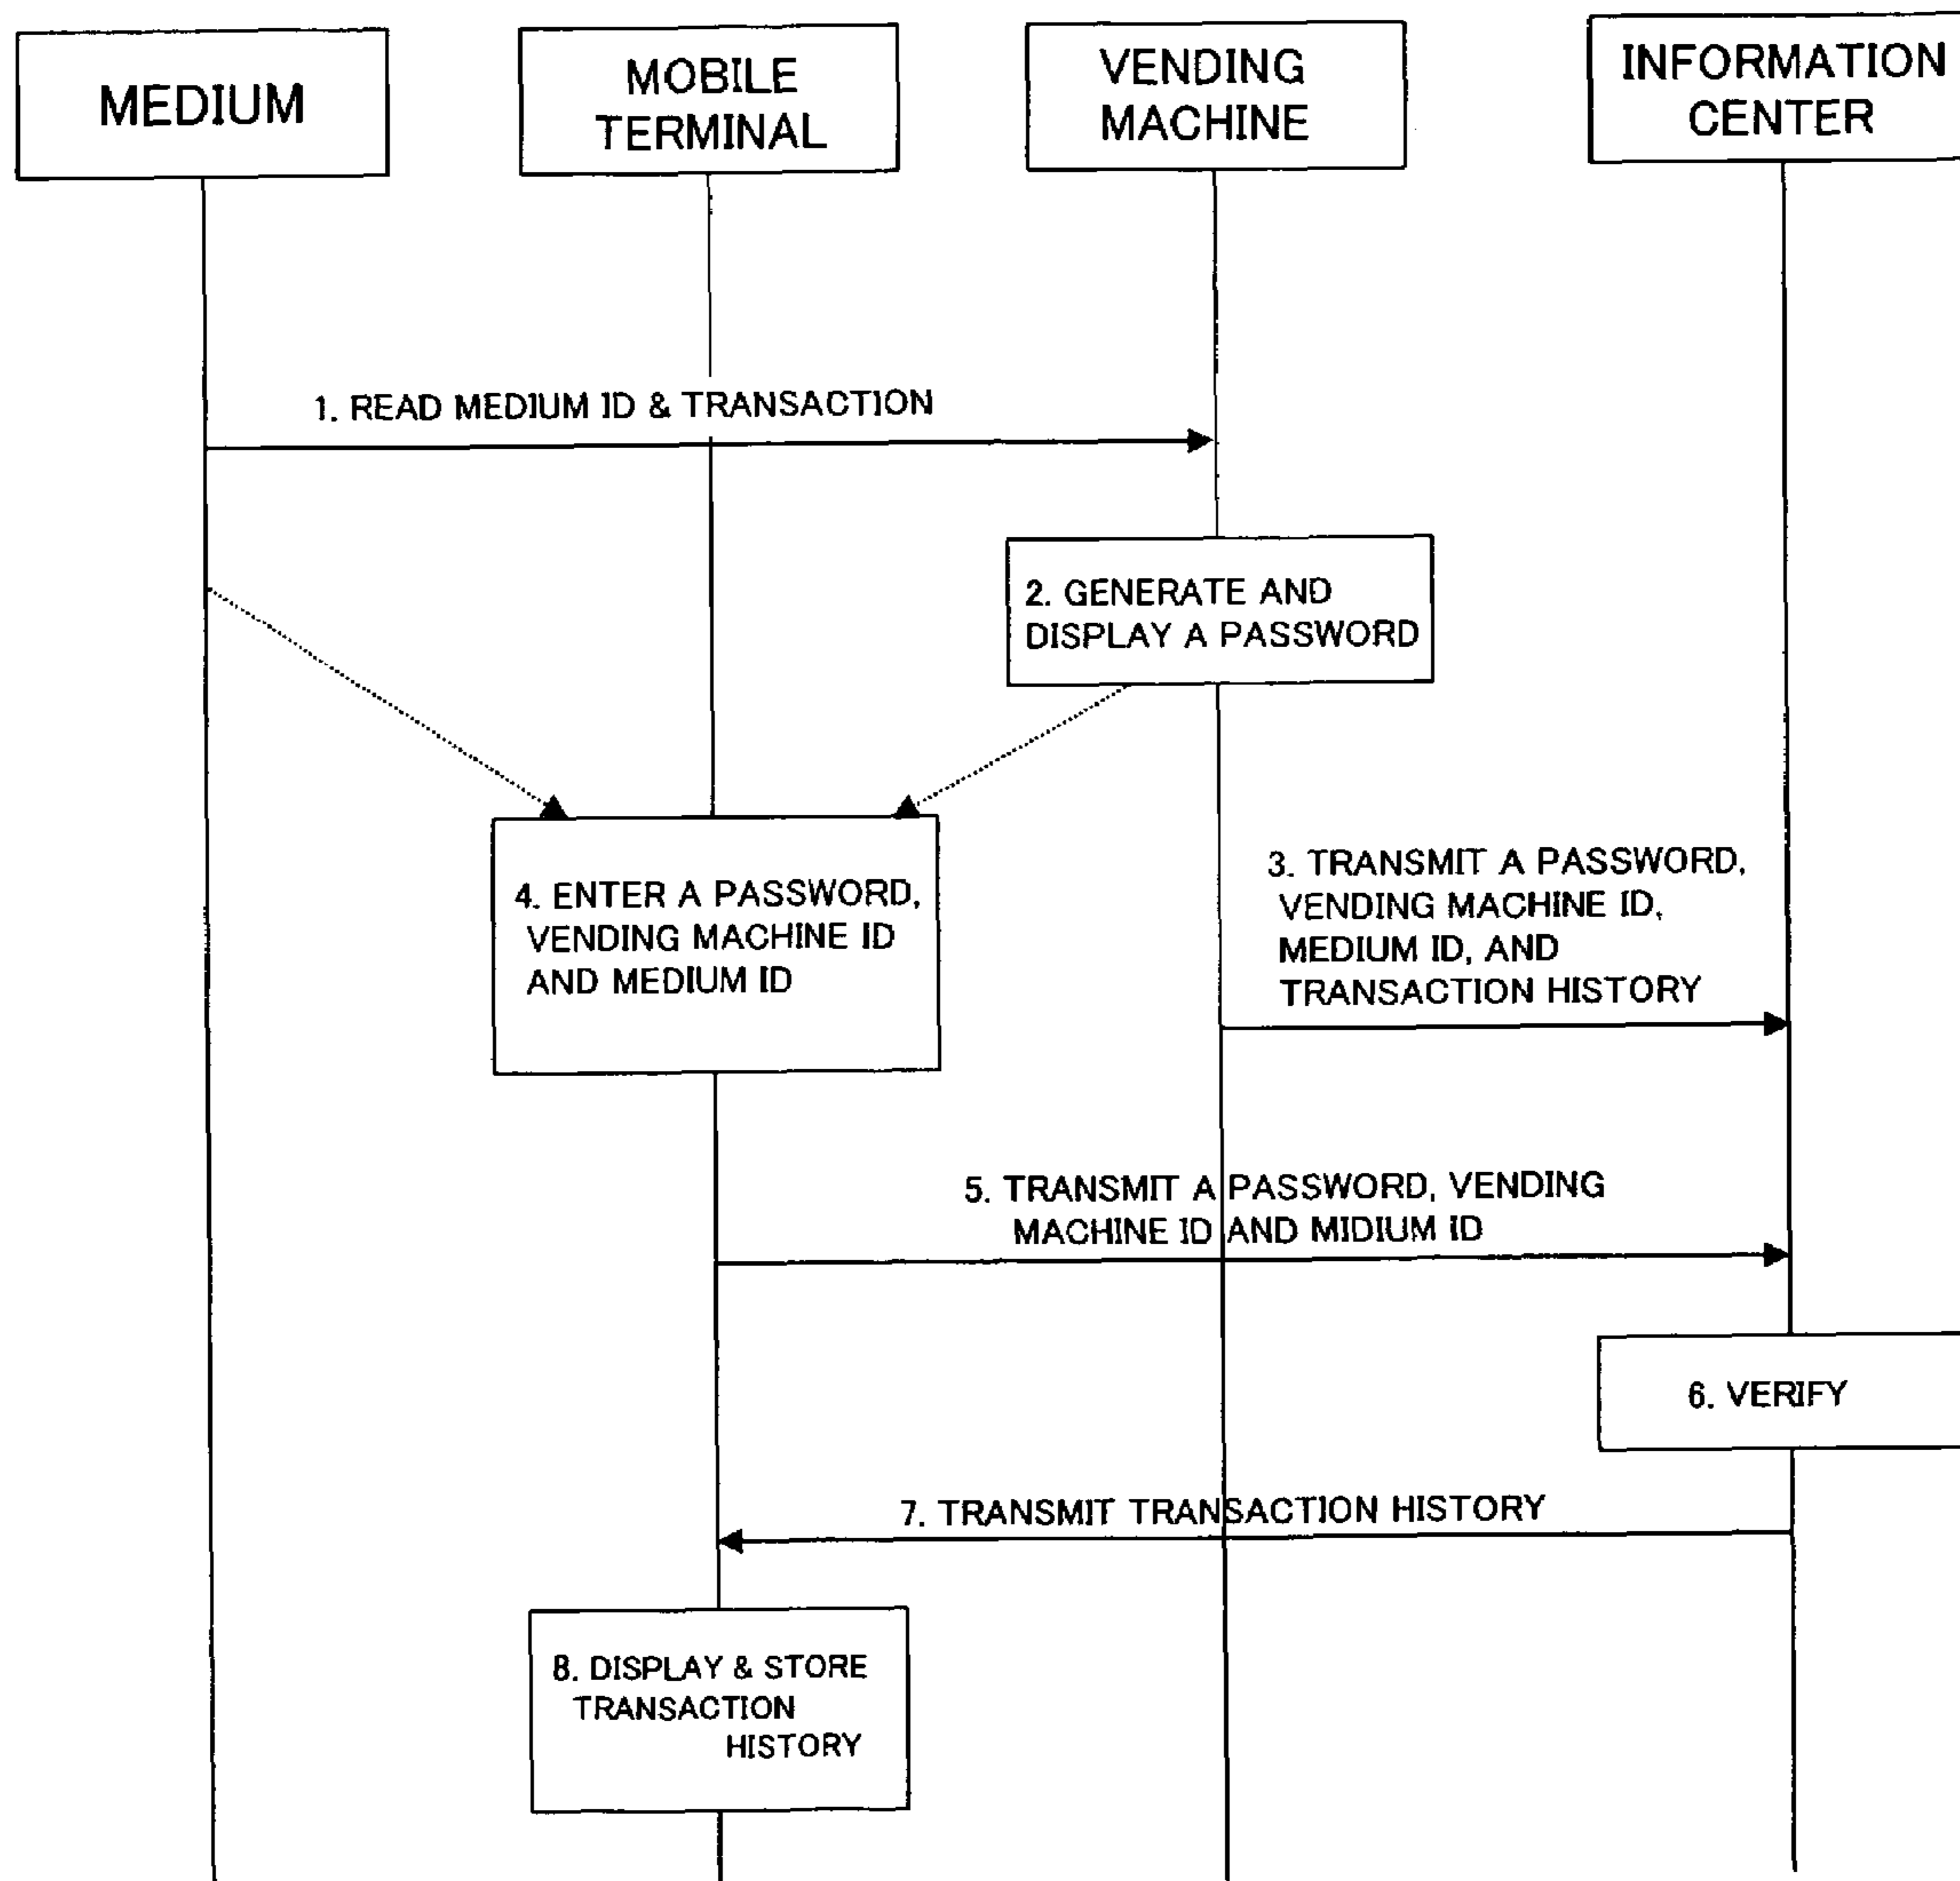 MEDIUM
MOBILE
TERMINAL
VENDING
MACHINE
INFORMATION
CENTER
1. READ MEDIUM ID & TRANSACTION
2. GENERATE AND
DISPLAY A PASSWORD
3. TRANSMIT A PASSWORD,
VENDING MACHINE ID,
MEDIUM ID, AND
TRANSACTION HISTORY
4. ENTER A PASSWORD,
VENDING MACHINE ID
AND MEDIUM ID
5. TRANSMIT A PASSWORD, VENDING
MACHINE ID AND MIDIUM ID
6. VERIFY
7. TRANSMIT TRANSACTION HISTORY
8. DISPLAY & STORE
TRANSACTION
HISTORY